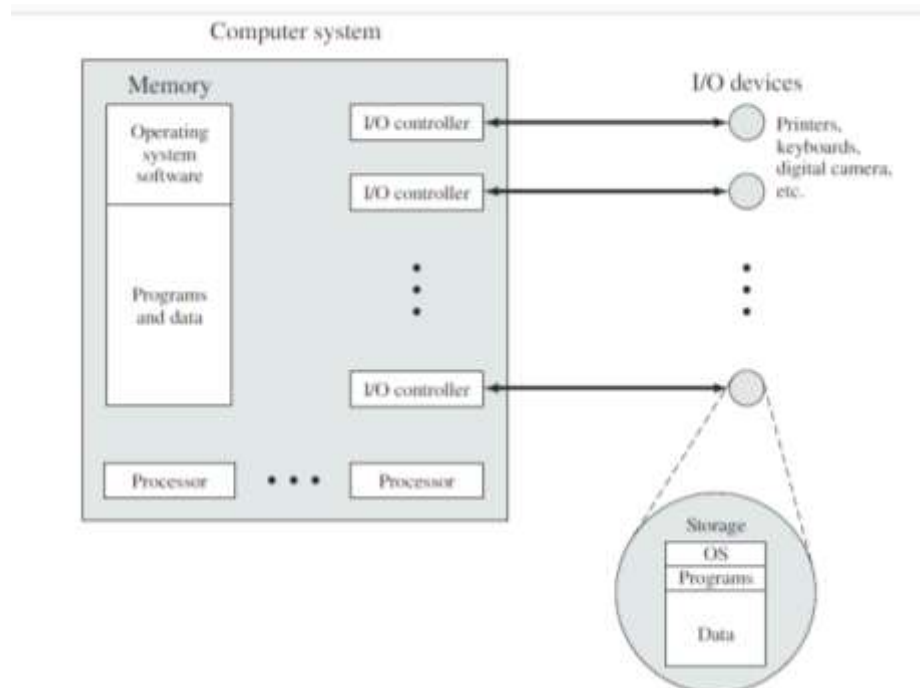 Computer system
Memory
Operating
system
software
Programs
and data
I/O controller
I/O controller
I/O controller
Processor
Processor
I/O devices
Printers,
keyboards,
digital camera,
etc.
Storage
OS
Programs
Data